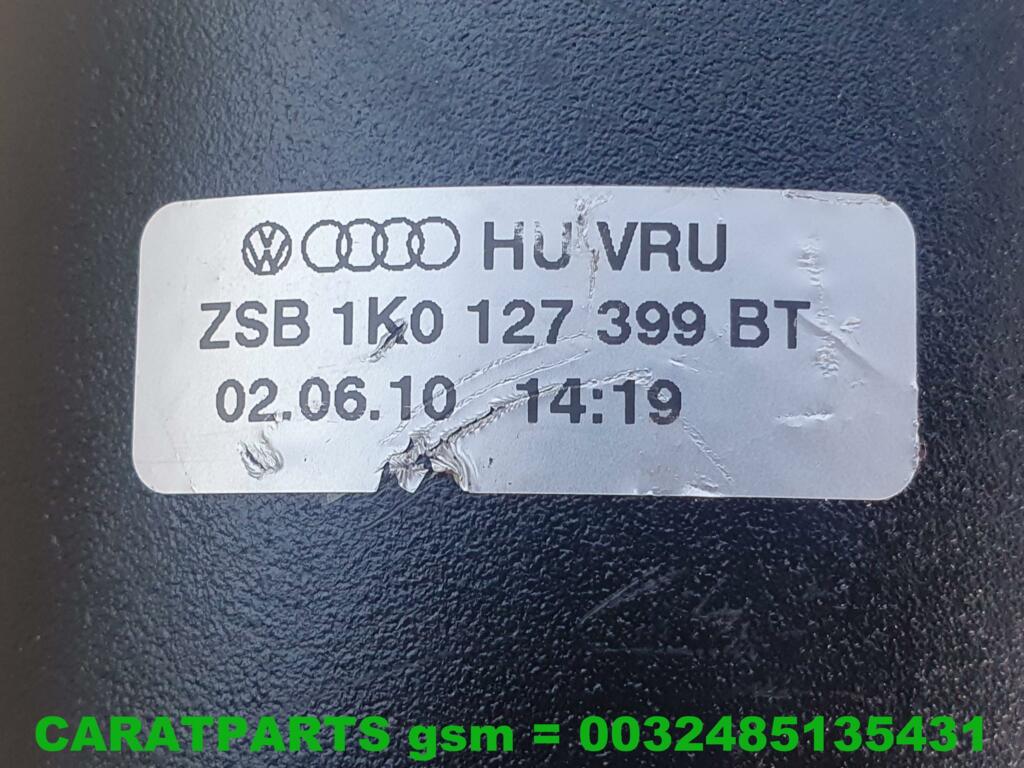 HU VRU
ZSB 1K0 127 399 BT
02.06.10 14:19
CARATPARTS gsm = 0032485135431